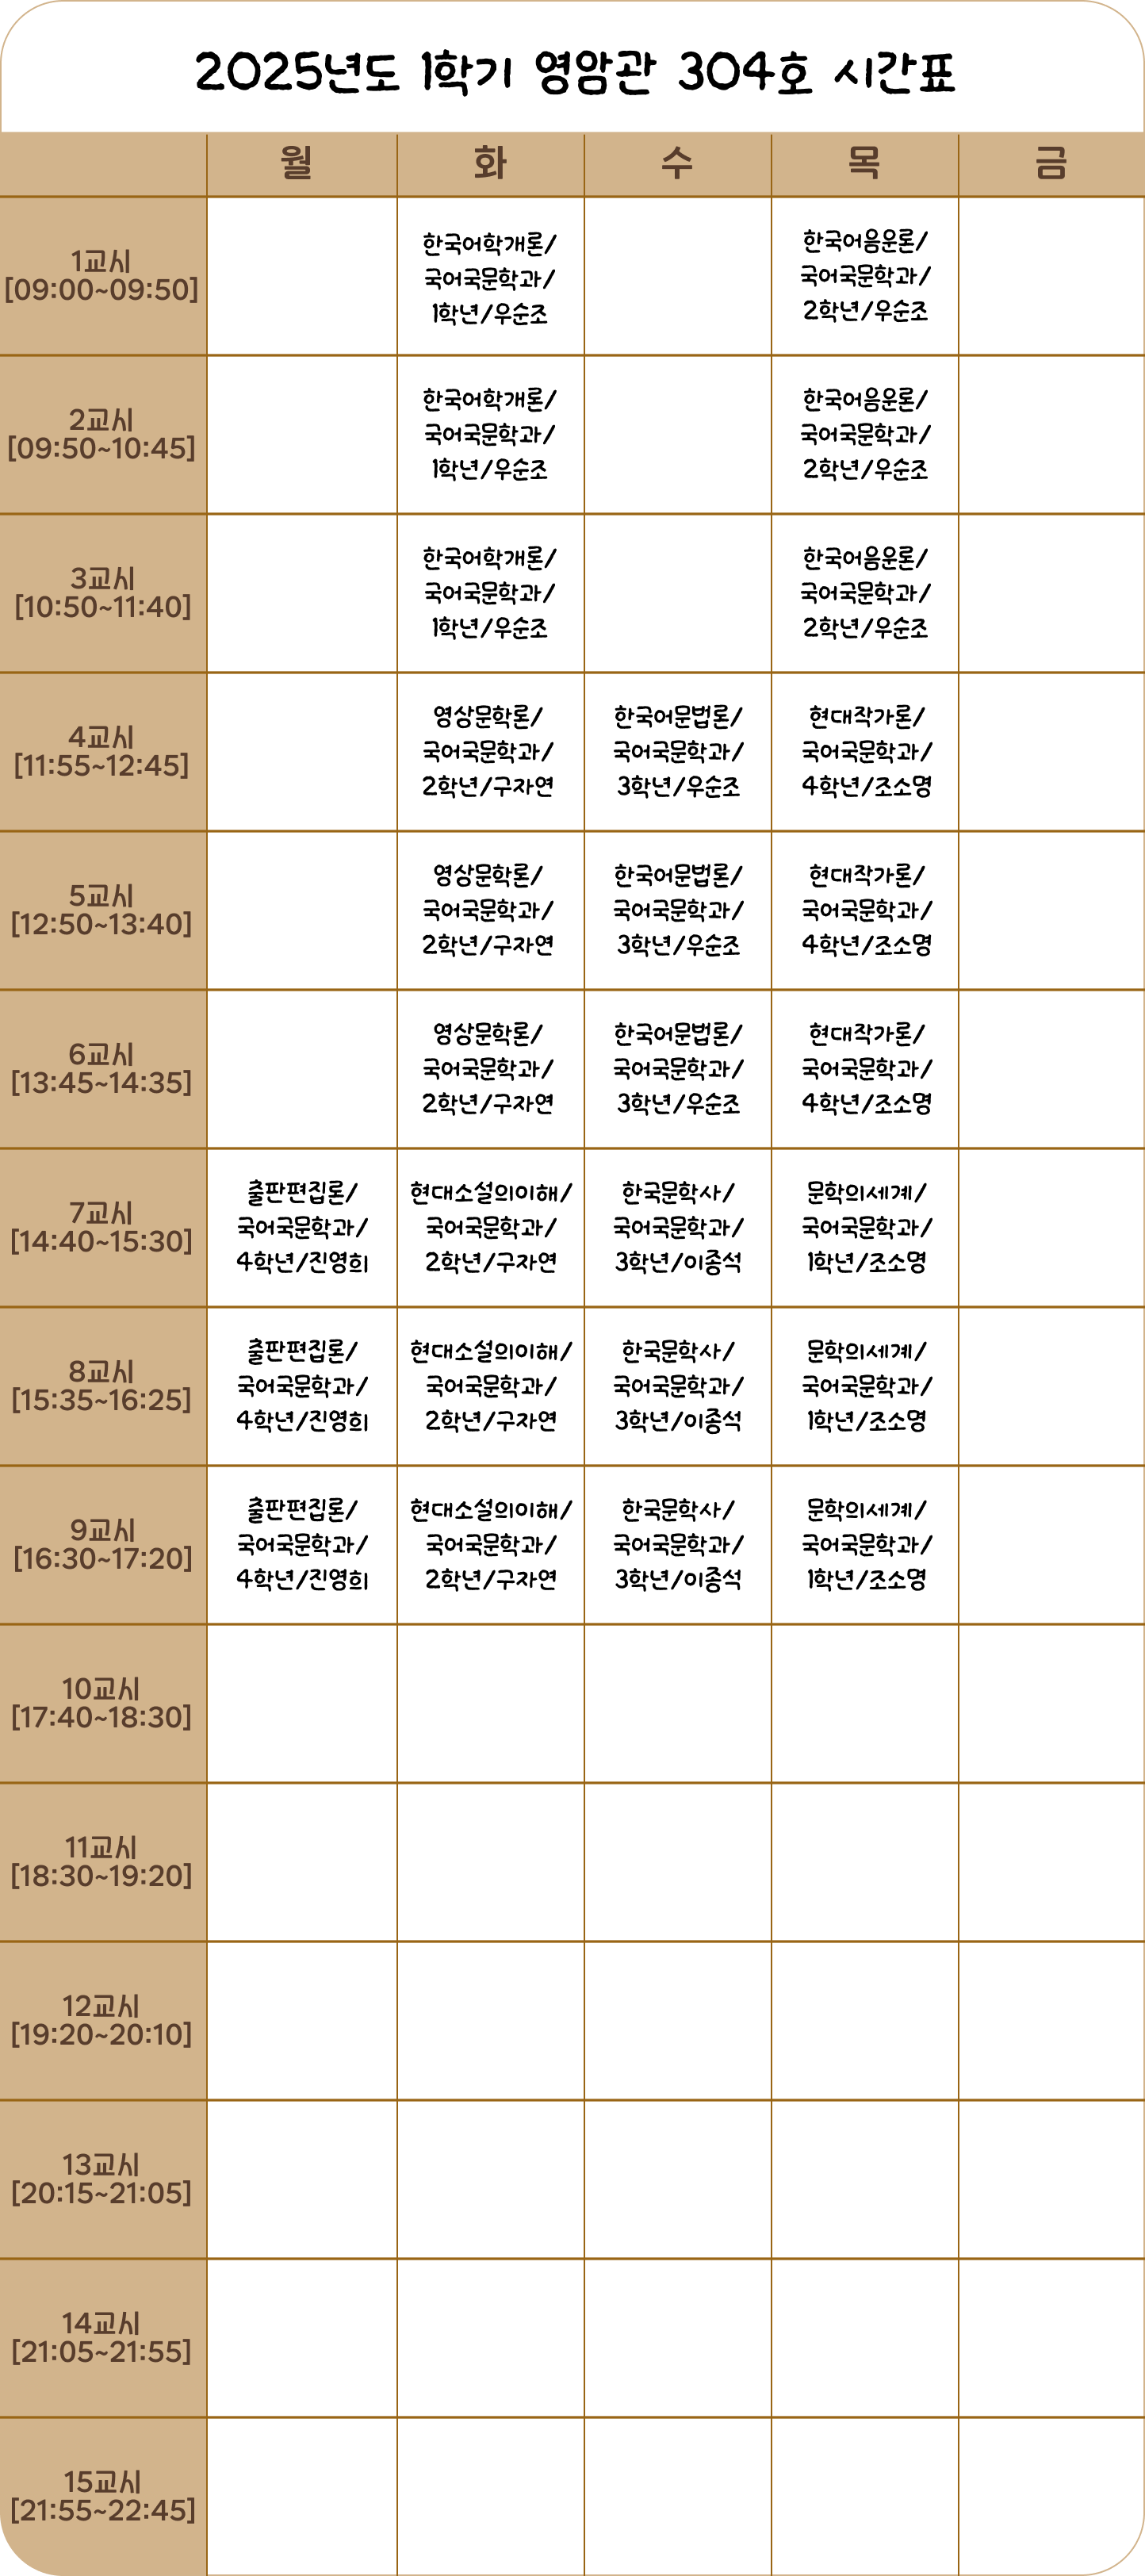 2025년도 1학기 영암관 304호 시간표
월 화 수 목 금
1교시
[09:00~09:50]
한국어학개론/
국어국문학과/
1학년/우순조
한국어음운론/
국어국문학과/
2학년/우순조
2교시
[09:50~10:45]
한국어학개론/
국어국문학과/
1학년/우순조
한국어음운론/
국어국문학과/
2학년/우순조
3교시
[10:50~11:40]
한국어학개론/
국어국문학과/
1학년/우순조
한국어음운론/
국어국문학과/
2학년/우순조
4교시
[11:55~12:45]
영상문학론/
국어국문학과/
2학년/구자연
한국어문법론/
국어국문학과/
3학년/우순조
현대작가론/
국어국문학과/
4학년/조소명
5교시
[12:50~13:40]
영상문학론/
국어국문학과/
2학년/구자연
한국어문법론/
국어국문학과/
3학년/우순조
현대작가론/
국어국문학과/
4학년/조소명
6교시
[13:45~14:35]
영상문학론/
국어국문학과/
2학년/구자연
한국어문법론/
국어국문학과/
3학년/우순조
현대작가론/
국어국문학과/
4학년/조소명
7교시
[14:40~15:30]
출판편집론/
국어국문학과/
4학년/진영희
현대소설의이해/
국어국문학과/
2학년/구자연
한국문학사/
국어국문학과/
3학년/이종석
문학의세계/
국어국문학과/
1학년/조소명
8교시
[15:35~16:25]
출판편집론/
국어국문학과/
4학년/진영희
현대소설의이해/
국어국문학과/
2학년/구자연
한국문학사/
국어국문학과/
3학년/이종석
문학의세계/
국어국문학과/
1학년/조소명
9교시
[16:30~17:20]
출판편집론/
국어국문학과/
4학년/진영희
현대소설의이해/
국어국문학과/
2학년/구자연
한국문학사/
국어국문학과/
3학년/이종석
문학의세계/
국어국문학과/
1학년/조소명
10교시
[17:40~18:30]
11교시
[18:30~19:20]
12교시
[19:20~20:10]
13교시
[20:15~21:05]
14교시
[21:05~21:55]
15교시
[21:55~22:45]